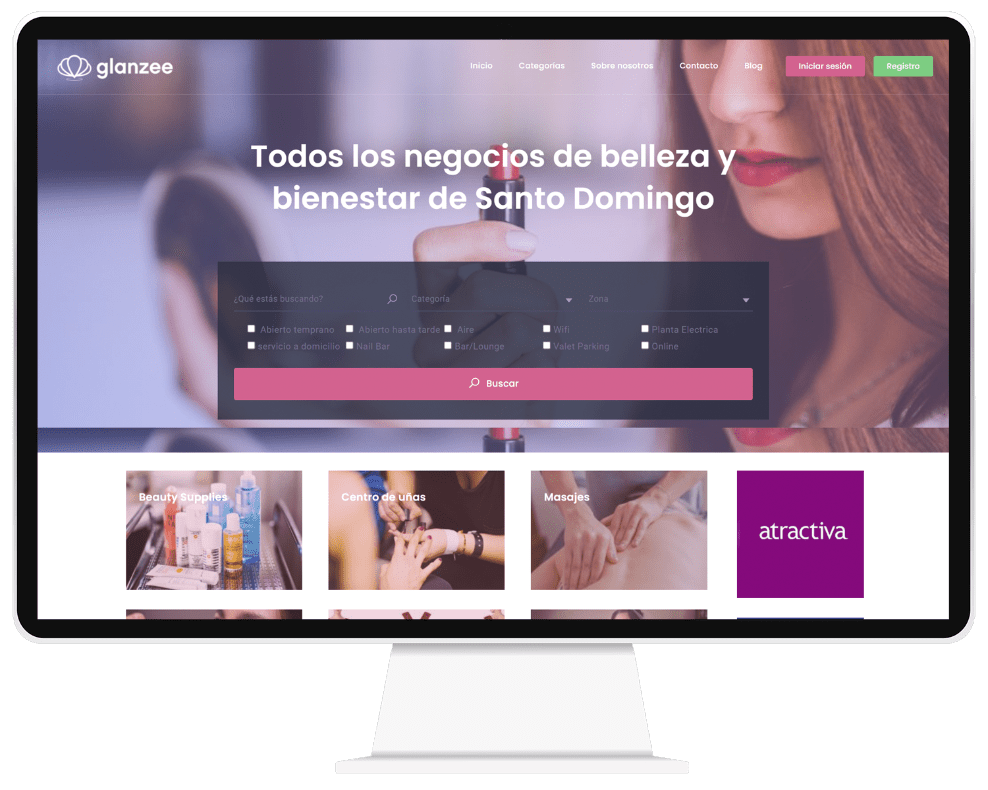 glanzee
Inicio Categorías Sobre nosotros Contacto Blog Iniciar sesión Registro
Todos los negocios de belleza y
bienestar de Santo Domingo
¿Qué estás buscando? Categoría Zona
Abierto temprano Abierto hasta tarde Aire Wifi Planta Electrica
servicio a domicilio Nail Bar Bar/Lounge Valet Parking Online
Buscar
Beauty Supplies Centro de uñas Masajes
atractiva